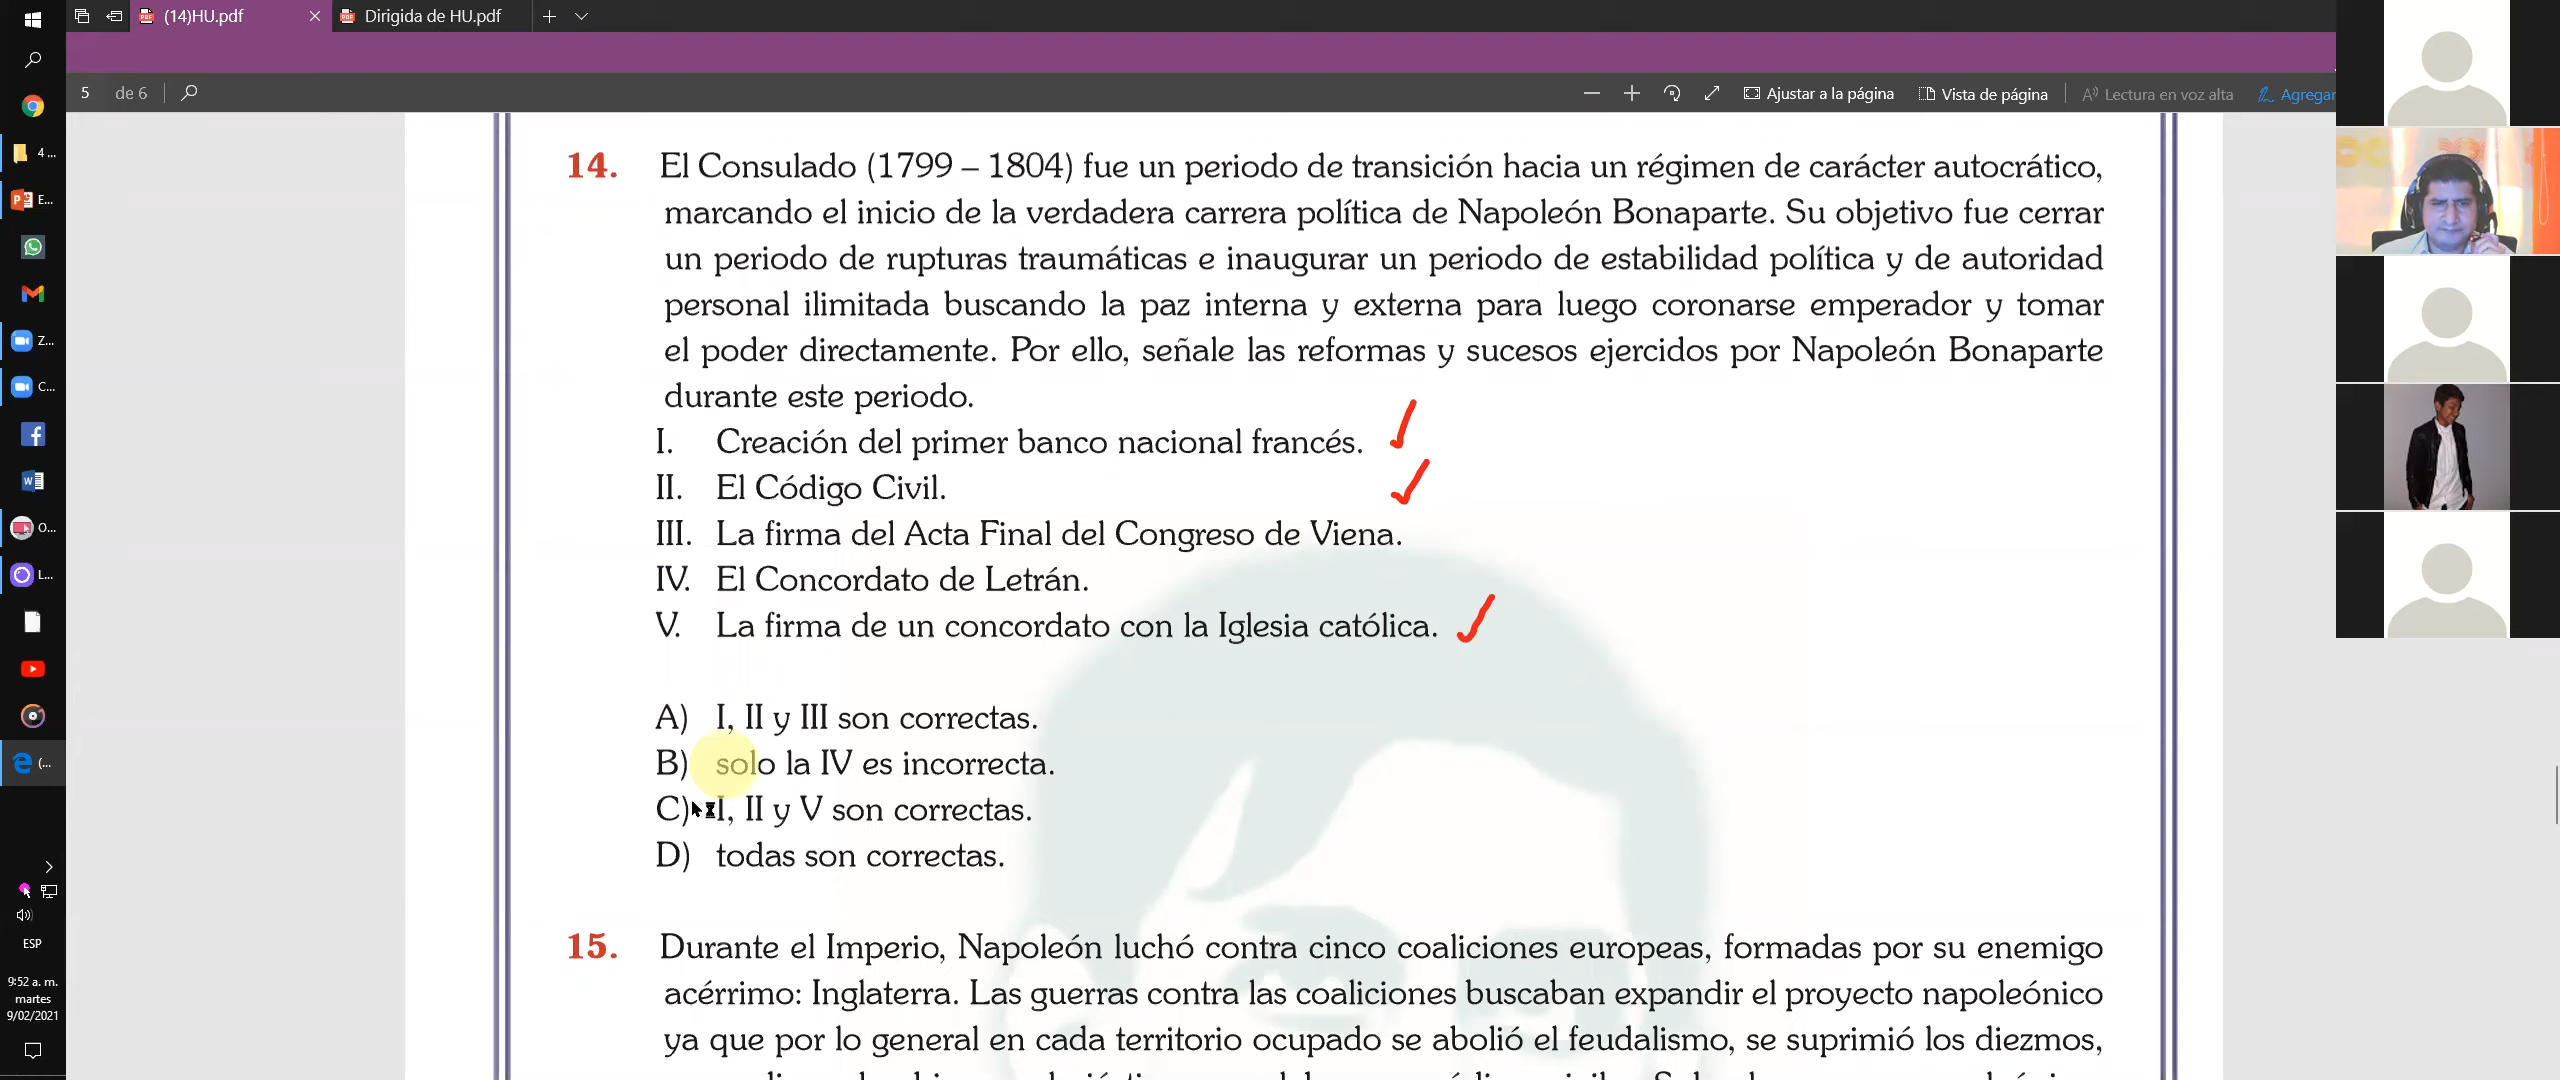 (14)HU.pdf
Dirigida de HU.pdf
5 de 6
Ajustar a la página
Vista de página
Lectura en voz alta
Agregar
14. El Consulado (1799 – 1804) fue un periodo de transición hacia un régimen de carácter autocrático,
marcando el inicio de la verdadera carrera política de Napoleón Bonaparte. Su objetivo fue cerrar
un periodo de rupturas traumáticas e inaugurar un periodo de estabilidad política y de autoridad
personal ilimitada buscando la paz interna y externa para luego coronarse emperador y tomar
el poder directamente. Por ello, señale las reformas y sucesos ejercidos por Napoleón Bonaparte
durante este periodo.
I. Creación del primer banco nacional francés.
II. El Código Civil.
III. La firma del Acta Final del Congreso de Viena.
IV. El Concordato de Letrán.
V. La firma de un concordato con la Iglesia católica.
A) I, II y III son correctas.
B) solo la IV es incorrecta.
C) I, II y V son correctas.
D) todas son correctas.
15. Durante el Imperio, Napoleón luchó contra cinco coaliciones europeas, formadas por su enemigo
acérrimo: Inglaterra. Las guerras contra las coaliciones buscaban expandir el proyecto napoleónico
ya que por lo general en cada territorio ocupado se abolió el feudalismo, se suprimió los diezmos,
4 ...
E...
Z...
C...
O...
L...
(...
ESP
9:52 a. m.
martes
9/02/2021